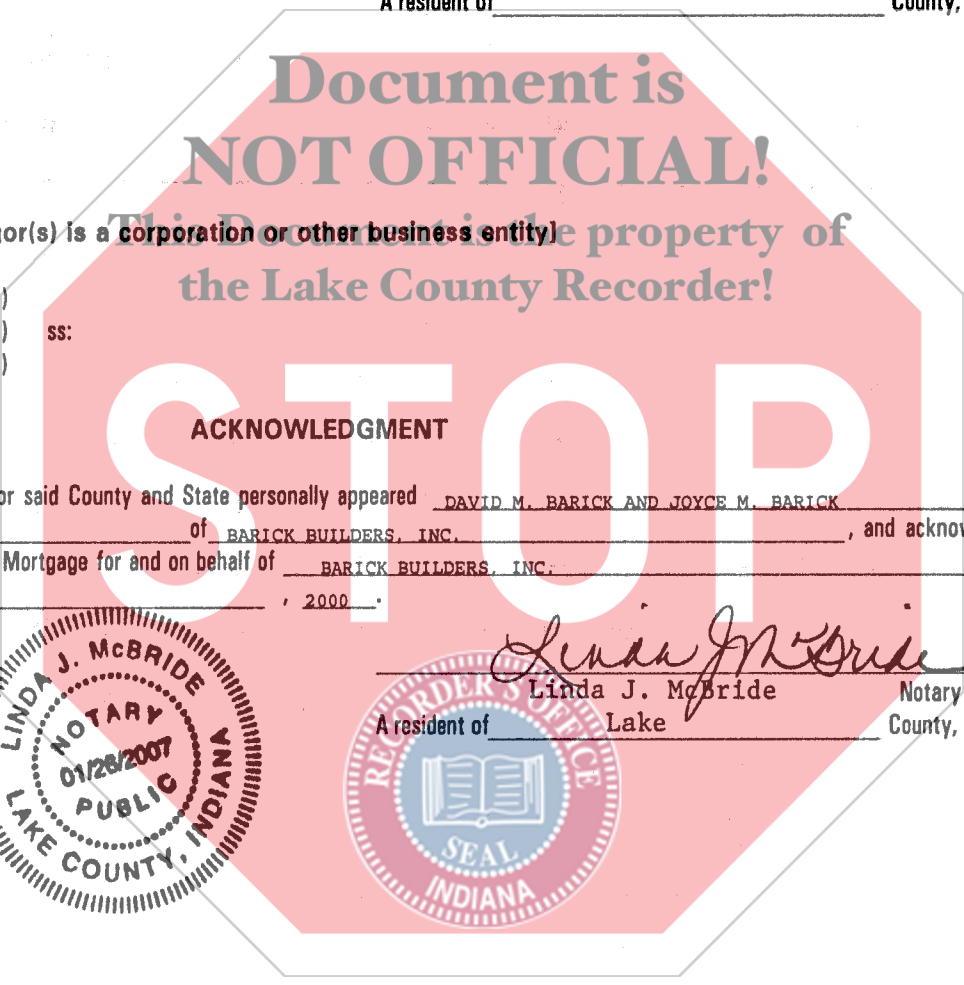 A resident of County,
Document is
NOT OFFICIAL!
This Document is the property of
the Lake County Recorder!
or(s) is a corporation or other business entity]
)
) ss:
)
STOP
ACKNOWLEDGMENT
or said County and State personally appeared DAVID M. BARICK AND JOYCE M. BARICK
of BARICK BUILDERS, INC. , and acknow
Mortgage for and on behalf of BARICK BUILDERS, INC.
, 2000 .
Linda J McBride
Linda J. McBride Notary
A resident of Lake County,
LINDA J. McBRIDE
NOTARY
01/26/2007
PUBLIC
LAKE COUNTY, INDIANA
RECORDER'S OFFICE
SEAL
INDIANA